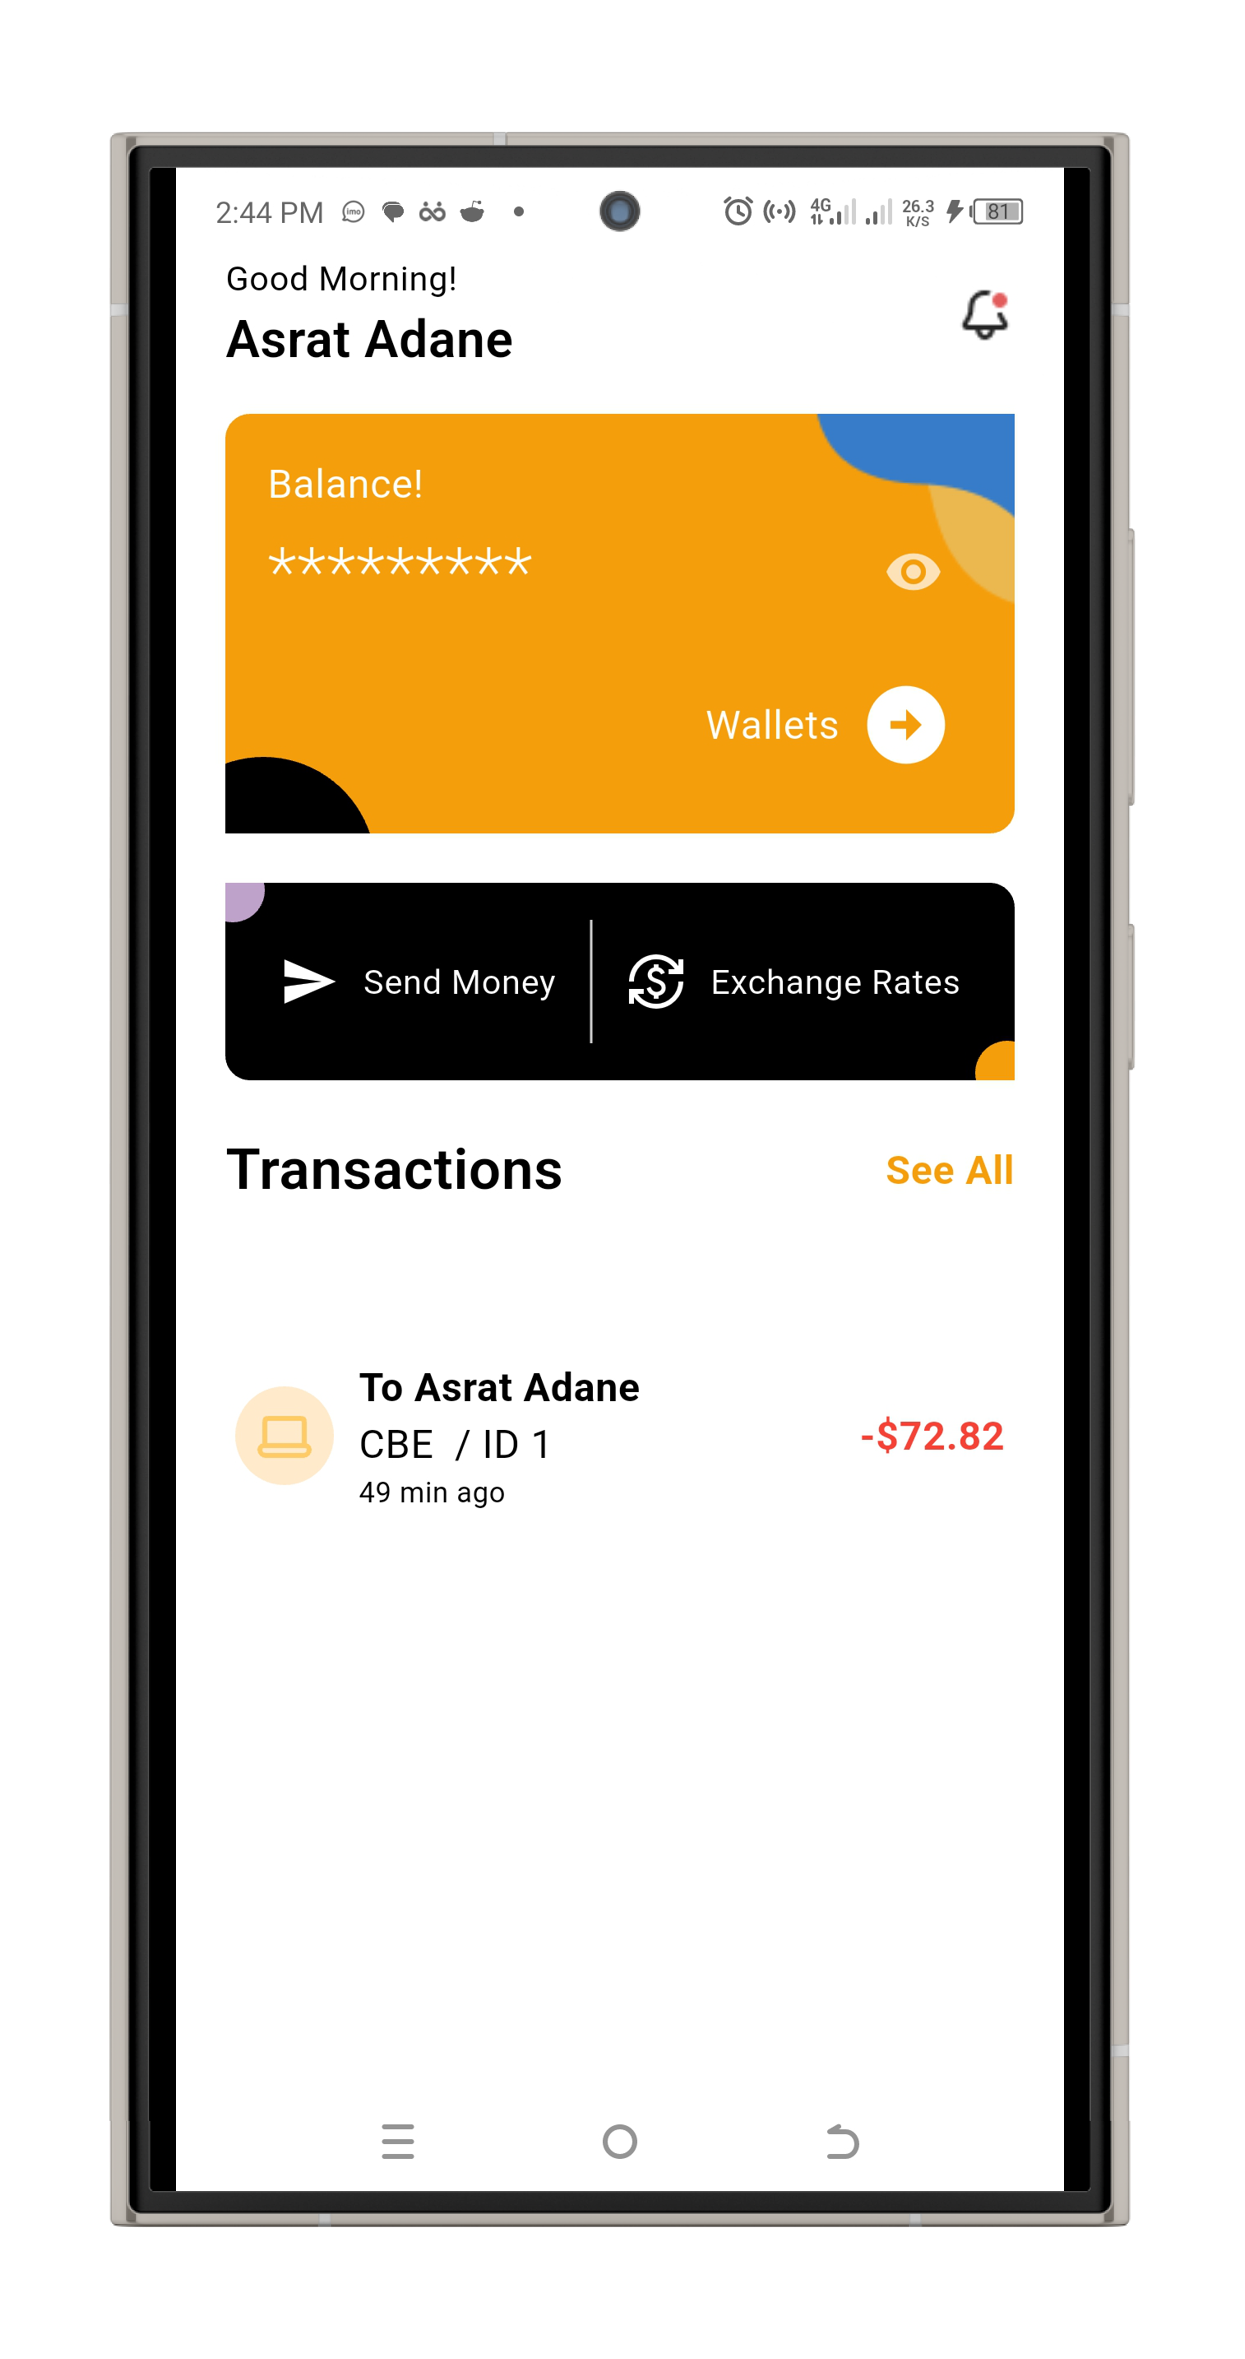 2:44 PM imo 4G 26.3 K/S 81
Good Morning!
Asrat Adane
Balance!
*********
Wallets
Send Money
Exchange Rates
Transactions
See All
To Asrat Adane
CBE / ID 1
-$72.82
49 min ago